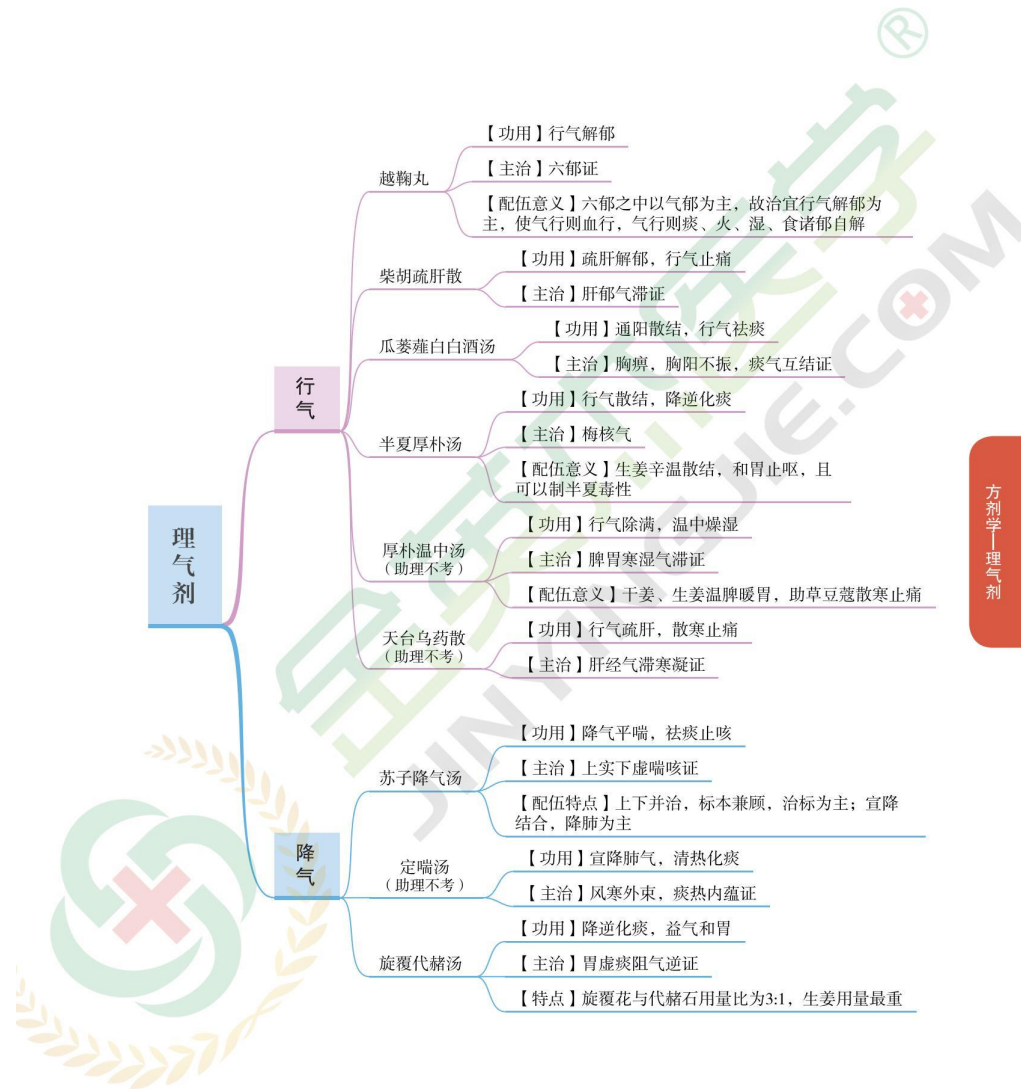 ®
【功用】行气解郁
越鞠丸
【主治】六郁证
【配伍意义】六郁之中以气郁为主，故治宜行气解郁为
主，使气行则血行，气行则痰、火、湿、食诸郁自解
柴胡疏肝散
【功用】疏肝解郁，行气止痛
【主治】肝郁气滞证
瓜蒌薤白白酒汤
【功用】通阳散结，行气祛痰
【主治】胸痹，胸阳不振，痰气互结证
行
气
半夏厚朴汤
【功用】行气散结，降逆化痰
【主治】梅核气
【配伍意义】生姜辛温散结，和胃止呕，且
可以制半夏毒性
厚朴温中汤
（助理不考）
【功用】行气除满，温中燥湿
【主治】脾胃寒湿气滞证
【配伍意义】干姜、生姜温脾暖胃，助草豆蔻散寒止痛
天台乌药散
（助理不考）
【功用】行气疏肝，散寒止痛
【主治】肝经气滞寒凝证
理
气
剂
方剂学—理气剂
苏子降气汤
【功用】降气平喘，祛痰止咳
【主治】上实下虚喘咳证
【配伍特点】上下并治，标本兼顾，治标为主；宣降
结合，降肺为主
降
气
定喘汤
（助理不考）
【功用】宣降肺气，清热化痰
【主治】风寒外束，痰热内蕴证
旋覆代赭汤
【功用】降逆化痰，益气和胃
【主治】胃虚痰阻气逆证
【特点】旋覆花与代赭石用量比为3:1，生姜用量最重
金英杰医学
JINYINGJIE.COM